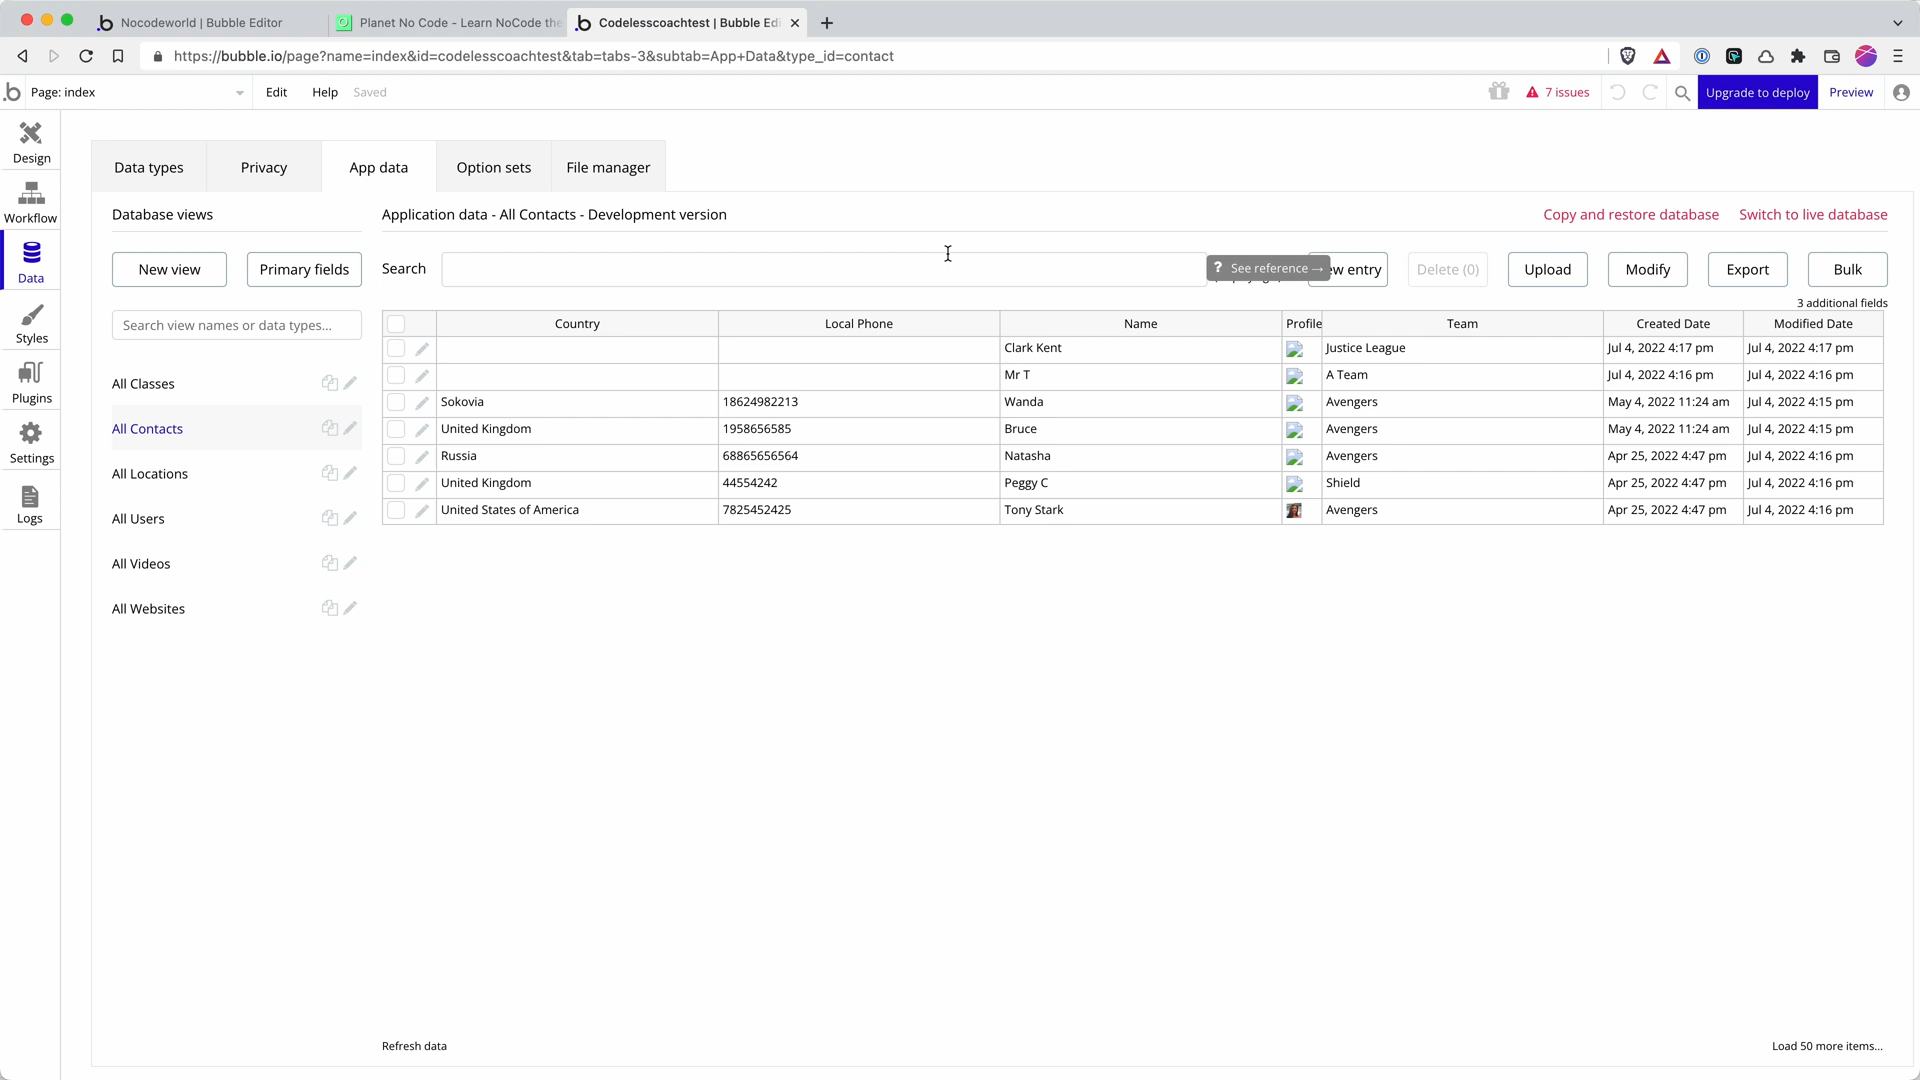 Nocodeworld | Bubble Editor
Planet No Code - Learn NoCode the
Codelesscoachtest | Bubble Edi
https://bubble.io/page?name=index&id=codelesscoachtest&tab=tabs-3&subtab=App+Data&type_id=contact
Page: index
Edit
Help
Saved
7 issues
Upgrade to deploy
Preview
Design
Workflow
Data
Styles
Plugins
Settings
Logs
Data types
Privacy
App data
Option sets
File manager
Database views
New view
Primary fields
Search view names or data types...
All Classes
All Contacts
All Locations
All Users
All Videos
All Websites
Application data - All Contacts - Development version
Copy and restore database
Switch to live database
Search
? See reference →
entry
Delete (0)
Upload
Modify
Export
Bulk
3 additional fields
Country Local Phone Name Profile Team Created Date Modified Date
Clark Kent Justice League Jul 4, 2022 4:17 pm Jul 4, 2022 4:17 pm
Mr T A Team Jul 4, 2022 4:16 pm Jul 4, 2022 4:16 pm
Sokovia 18624982213 Wanda Avengers May 4, 2022 11:24 am Jul 4, 2022 4:15 pm
United Kingdom 1958656585 Bruce Avengers May 4, 2022 11:24 am Jul 4, 2022 4:15 pm
Russia 68865656564 Natasha Avengers Apr 25, 2022 4:47 pm Jul 4, 2022 4:16 pm
United Kingdom 44554242 Peggy C Shield Apr 25, 2022 4:47 pm Jul 4, 2022 4:16 pm
United States of America 7825452425 Tony Stark Avengers Apr 25, 2022 4:47 pm Jul 4, 2022 4:16 pm
Refresh data
Load 50 more items...